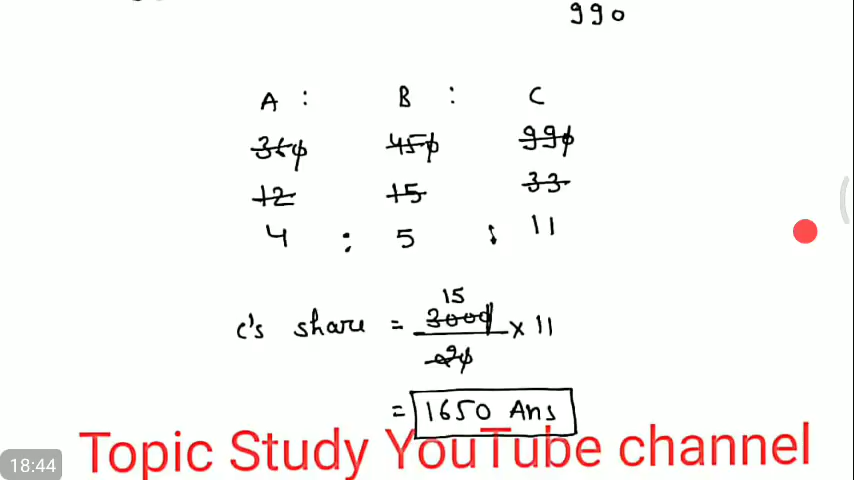 990
A : B : C
360 450 990
12 15 33
4 : 5 : 11
15
C's share = 3000/20 x 11
= 1650 Ans
Topic Study YouTube channel
18:44